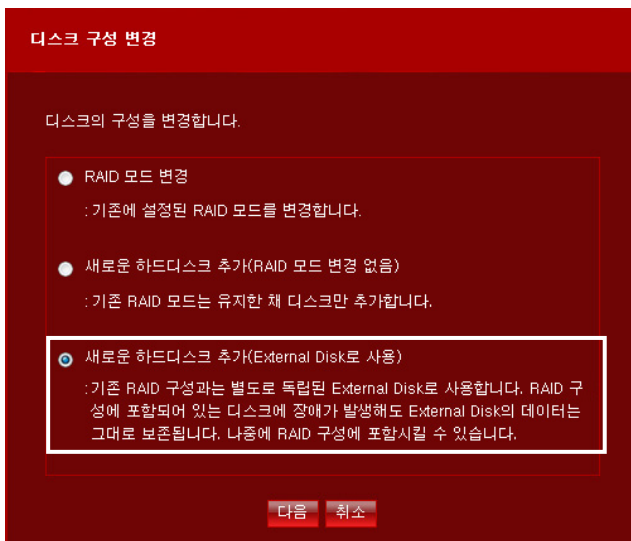 디스크 구성 변경
디스크의 구성을 변경합니다.
RAID 모드 변경
:기존에 설정된 RAID 모드를 변경합니다.
새로운 하드디스크 추가(RAID 모드 변경 없음)
:기존 RAID 모드는 유지한 채 디스크만 추가합니다.
새로운 하드디스크 추가(External Disk로 사용)
:기존 RAID 구성과는 별도로 독립된 External Disk로 사용합니다. RAID 구
성에 포함되어 있는 디스크에 장애가 발생해도 External Disk의 데이터는
그대로 보존됩니다. 나중에 RAID 구성에 포함시킬 수 있습니다.
다음 취소